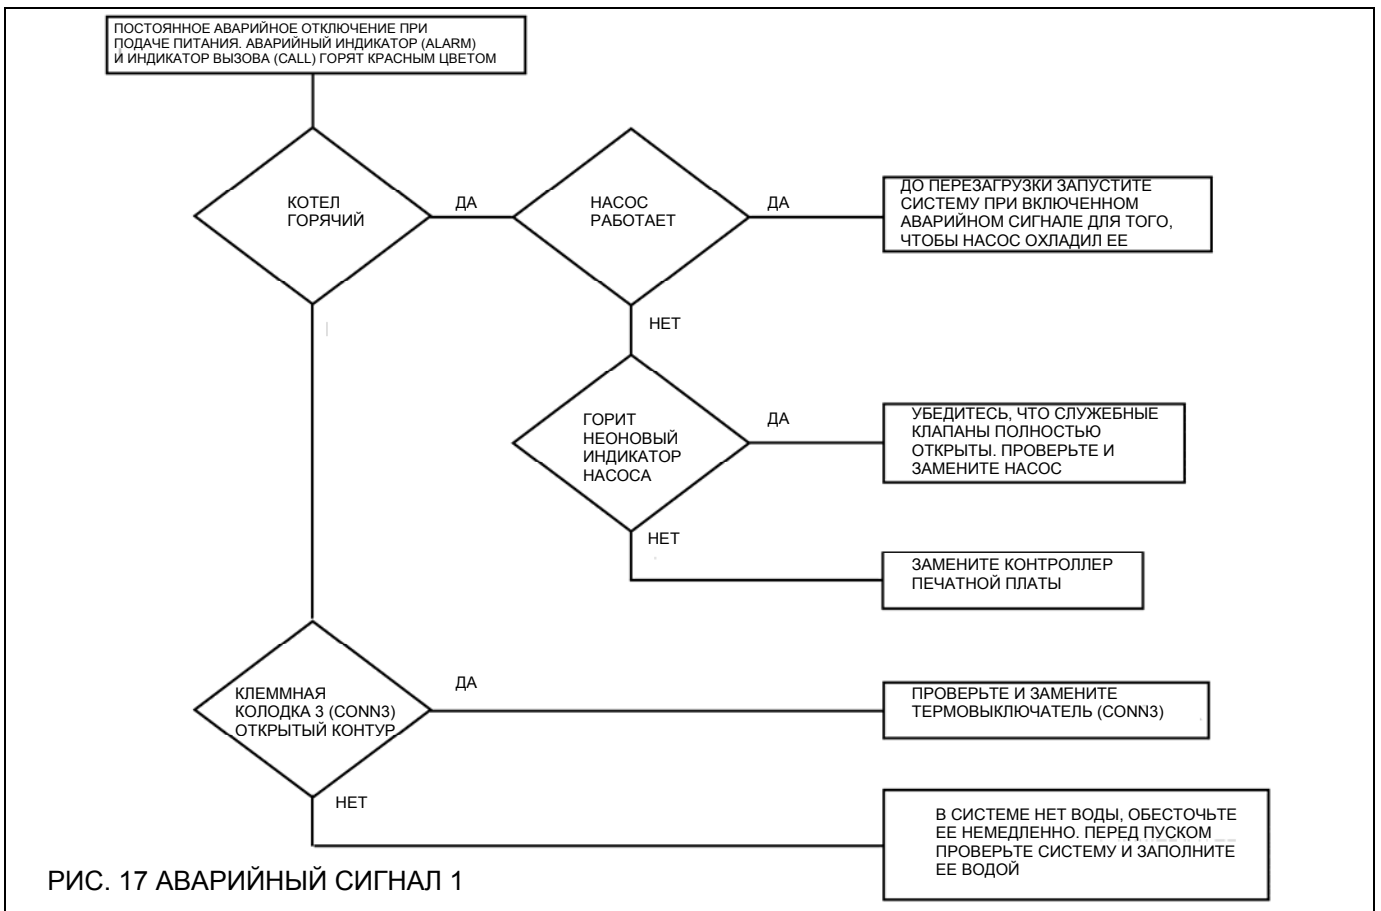 ПОСТОЯННОЕ АВАРИЙНОЕ ОТКЛЮЧЕНИЕ ПРИ
ПОДАЧЕ ПИТАНИЯ. АВАРИЙНЫЙ ИНДИКАТОР (ALARM)
И ИНДИКАТОР ВЫЗОВА (CALL) ГОРЯТ КРАСНЫМ ЦВЕТОМ
КОТЕЛ
ГОРЯЧИЙ
ДА
НАСОС
РАБОТАЕТ
ДА
ДО ПЕРЕЗАГРУЗКИ ЗАПУСТИТЕ
СИСТЕМУ ПРИ ВКЛЮЧЕННОМ
АВАРИЙНОМ СИГНАЛЕ ДЛЯ ТОГО,
ЧТОБЫ НАСОС ОХЛАДИЛ ЕЕ
НЕТ
ГОРИТ
НЕОНОВЫЙ
ИНДИКАТОР
НАСОСА
ДА
УБЕДИТЕСЬ, ЧТО СЛУЖЕБНЫЕ
КЛАПАНЫ ПОЛНОСТЬЮ
ОТКРЫТЫ. ПРОВЕРЬТЕ И
ЗАМЕНИТЕ НАСОС
НЕТ
ЗАМЕНИТЕ КОНТРОЛЛЕР
ПЕЧАТНОЙ ПЛАТЫ
КЛЕММНАЯ
КОЛОДКА 3 (CONN3)
ОТКРЫТЫЙ КОНТУР
ДА
ПРОВЕРЬТЕ И ЗАМЕНИТЕ
ТЕРМОВЫКЛЮЧАТЕЛЬ (CONN3)
НЕТ
В СИСТЕМЕ НЕТ ВОДЫ, ОБЕСТОЧЬТЕ
ЕЕ НЕМЕДЛЕННО. ПЕРЕД ПУСКОМ
ПРОВЕРЬТЕ СИСТЕМУ И ЗАПОЛНИТЕ
ЕЕ ВОДОЙ
РИС. 17 АВАРИЙНЫЙ СИГНАЛ 1